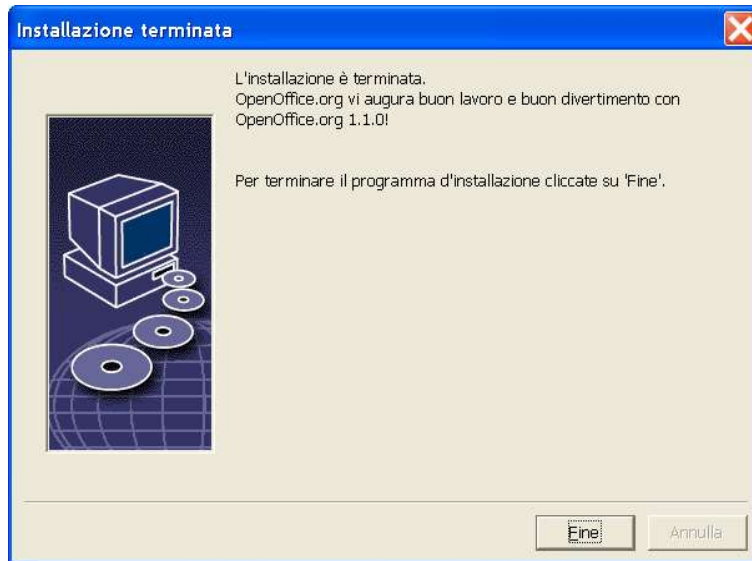 Installazione terminata
L'installazione è terminata.
OpenOffice.org vi augura buon lavoro e buon divertimento con
OpenOffice.org 1.1.0!
Per terminare il programma d'installazione cliccate su 'Fine'.
Fine
Annulla